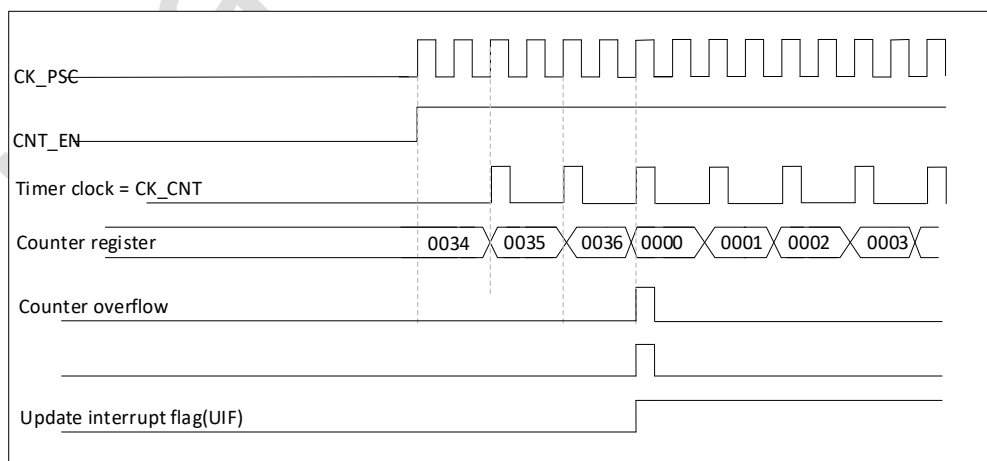 CK_PSC
CNT_EN
Timer clock = CK_CNT
Counter register 0034 0035 0036 0000 0001 0002 0003
Counter overflow
Update interrupt flag(UIF)